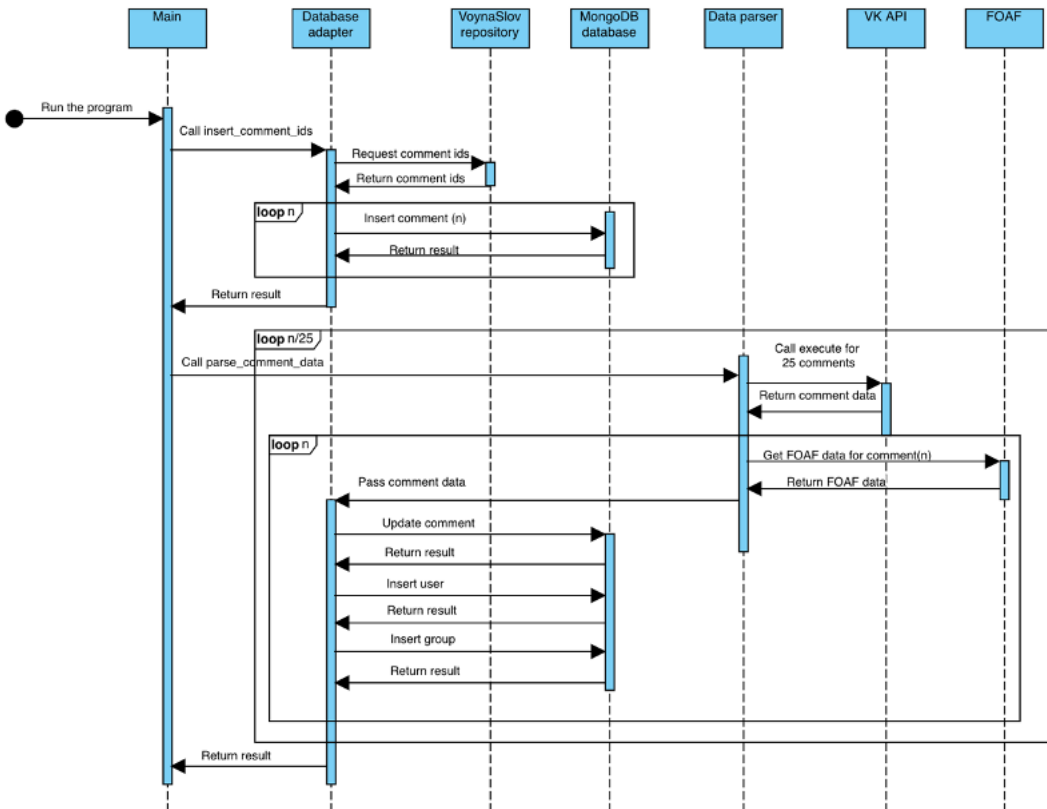 Main
Database
adapter
VoynaSlov
repository
MongoDB
database
Data parser
VK API
FOAF
Run the program
Call insert_comment_ids
Request comment ids
Return comment ids
loop n
Insert comment (n)
Return result
Return result
loop n/25
Call parse_comment_data
Call execute for
25 comments
Return comment data
loop n
Get FOAF data for comment(n)
Return FOAF data
Pass comment data
Update comment
Return result
Insert user
Return result
Insert group
Return result
Return result